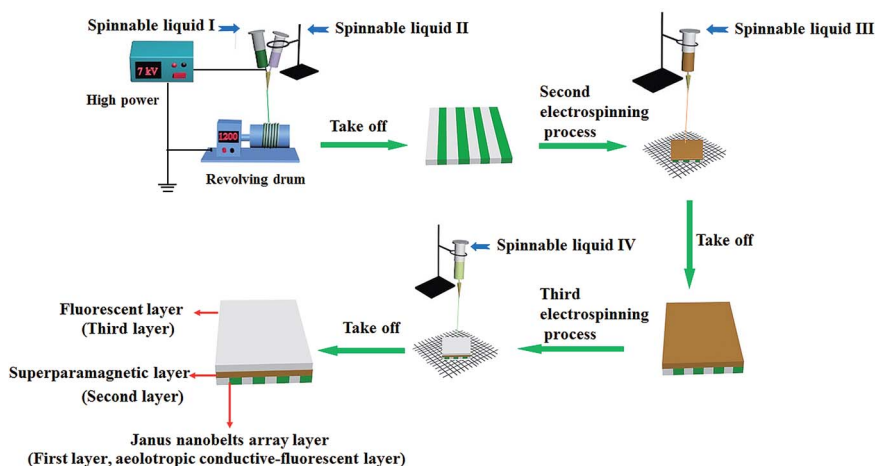 Spinnable liquid I
Spinnable liquid II
7 kV
High power
1200
Revolving drum
Take off
Second
electrospinning
process
Spinnable liquid III
Take off
Spinnable liquid IV
Third
electrospinning
process
Take off
Fluorescent layer
(Third layer)
Superparamagnetic layer
(Second layer)
Janus nanobelts array layer
(First layer, aeolotropic conductive-fluorescent layer)